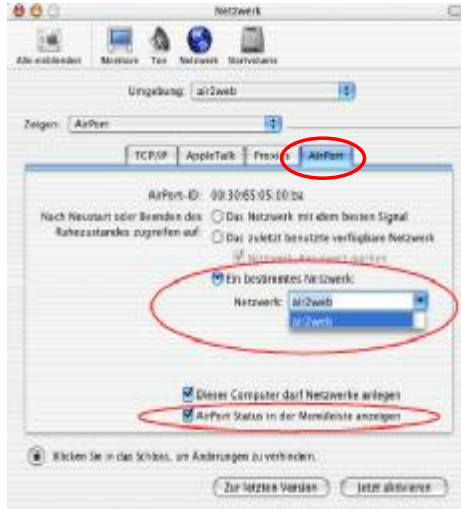 Netzwerk
Alle einblenden Monitore Ton Netzwerk Startvolume
Umgebung: air2web
Zeigen: AirPort
TCP/IP AppleTalk Proxies AirPort
AirPort-ID: 00:30:65:05:00:ba
Nach Neustart oder Beenden des Ruhezustandes zugreifen auf:
Das Netzwerk mit dem besten Signal
Das zuletzt benutzte verfügbare Netzwerk
Netzwerk-Kennwort merken
Ein bestimmtes Netzwerk:
Netzwerk: air2web
air2web
Dieser Computer darf Netzwerke anlegen
AirPort Status in der Menüleiste anzeigen
Klicken Sie in das Schloss, um Änderungen zu verhindern.
Zur letzten Version Jetzt aktivieren